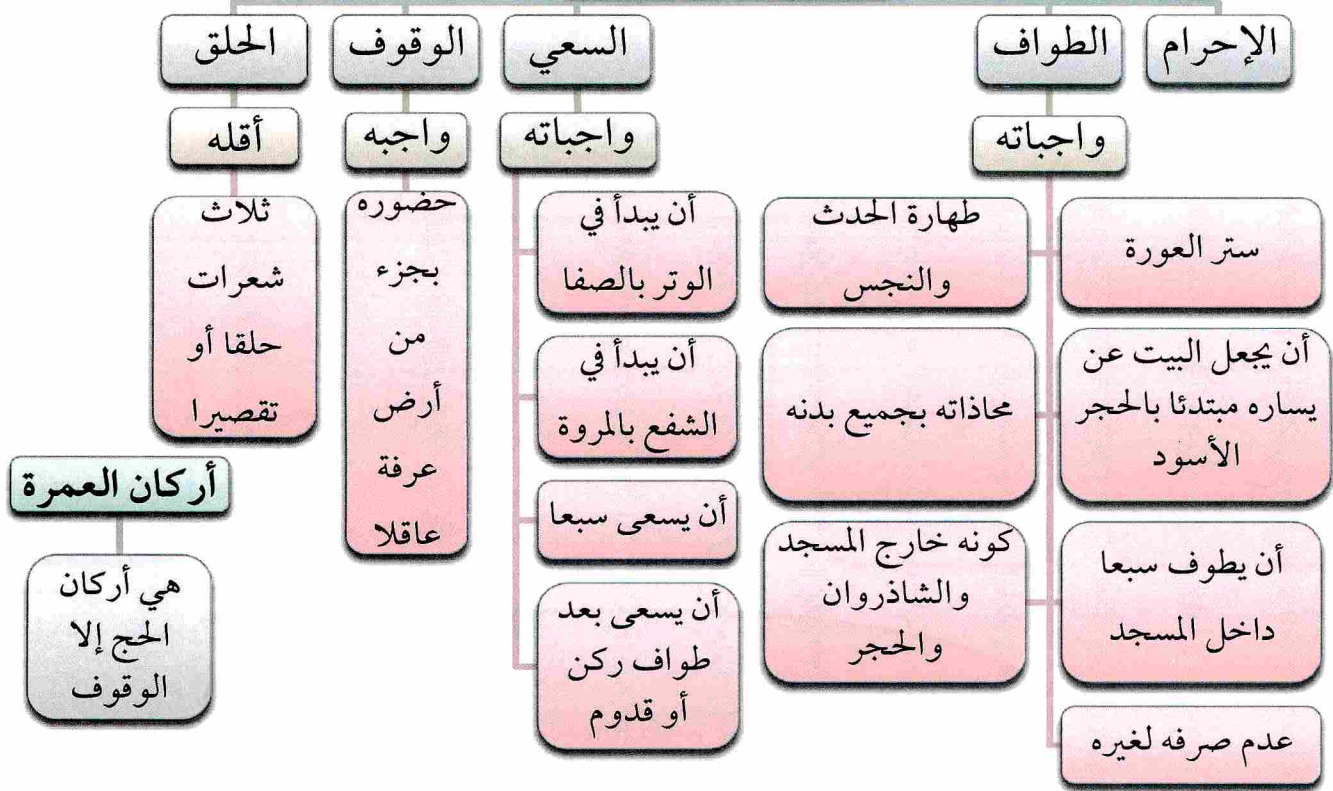 الإحرام
الطواف
السعي
الوقوف
الحلق
واجباته
واجباته
واجبه
أقله
ستر العورة
طهارة الحدث
والنجس
أن يجعل البيت عن
يساره مبتدئا بالحجر
الأسود
محاذاته بجميع بدنه
أن يطوف سبعا
داخل المسجد
كونه خارج المسجد
والشاذروان
والحجر
عدم صرفه لغيره
أن يبدأ في
الوتر بالصفا
أن يبدأ في
الشفع بالمروة
أن يسعى سبعا
أن يسعى بعد
طواف ركن
أو قدوم
حضوره
بجزء
من
أرض
عرفة
عاقلا
ثلاث
شعرات
حلقا أو
تقصيرا
أركان العمرة
هي أركان
الحج إلا
الوقوف